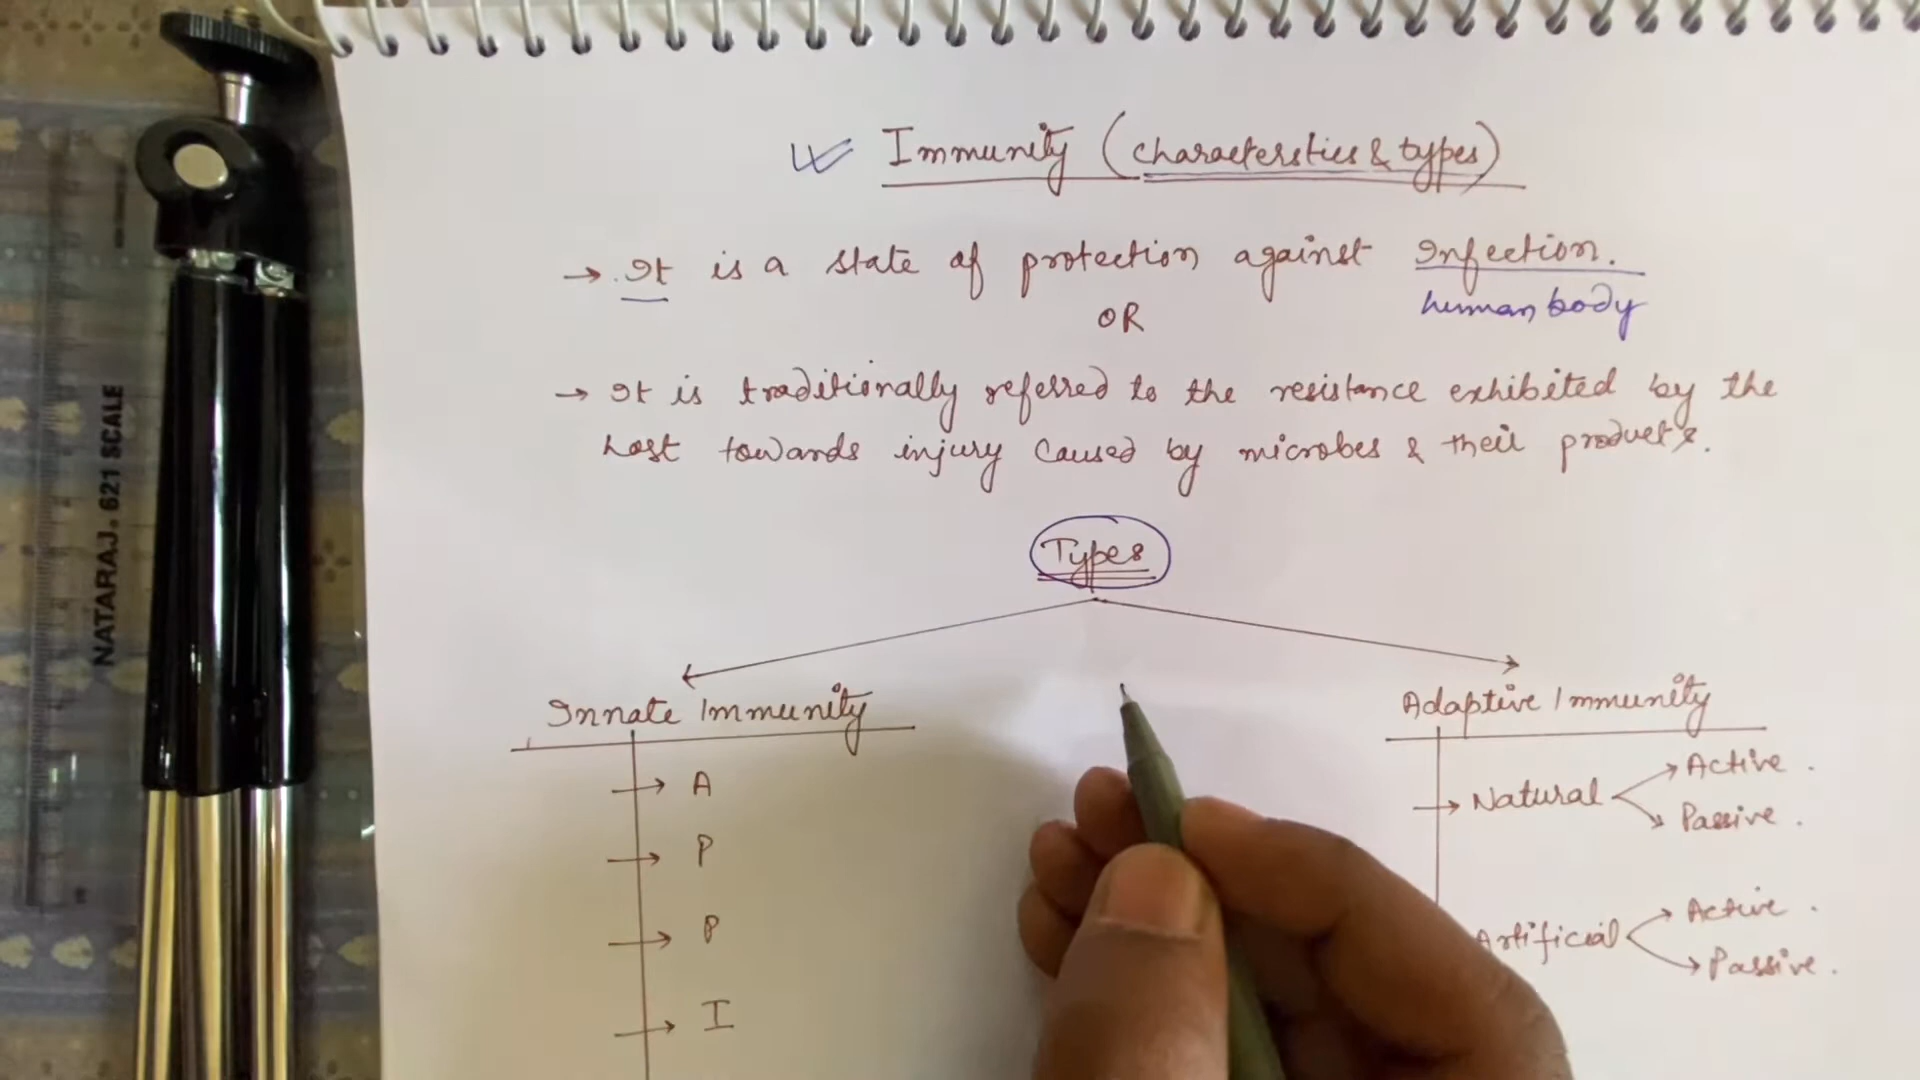 Immunity (characterstics & types)
→ It is a state of protection against Infection.
human body
OR
→ It is traditionally referred to the resistance exhibited by the
host towards injury caused by microbes & their products.
Types
Innate Immunity
→ A
→ P
→ P
→ I
Adaptive Immunity
→ Natural
Active .
Passive .
Artificial
Active .
Passive .
NATARAJ. 621 SCALE